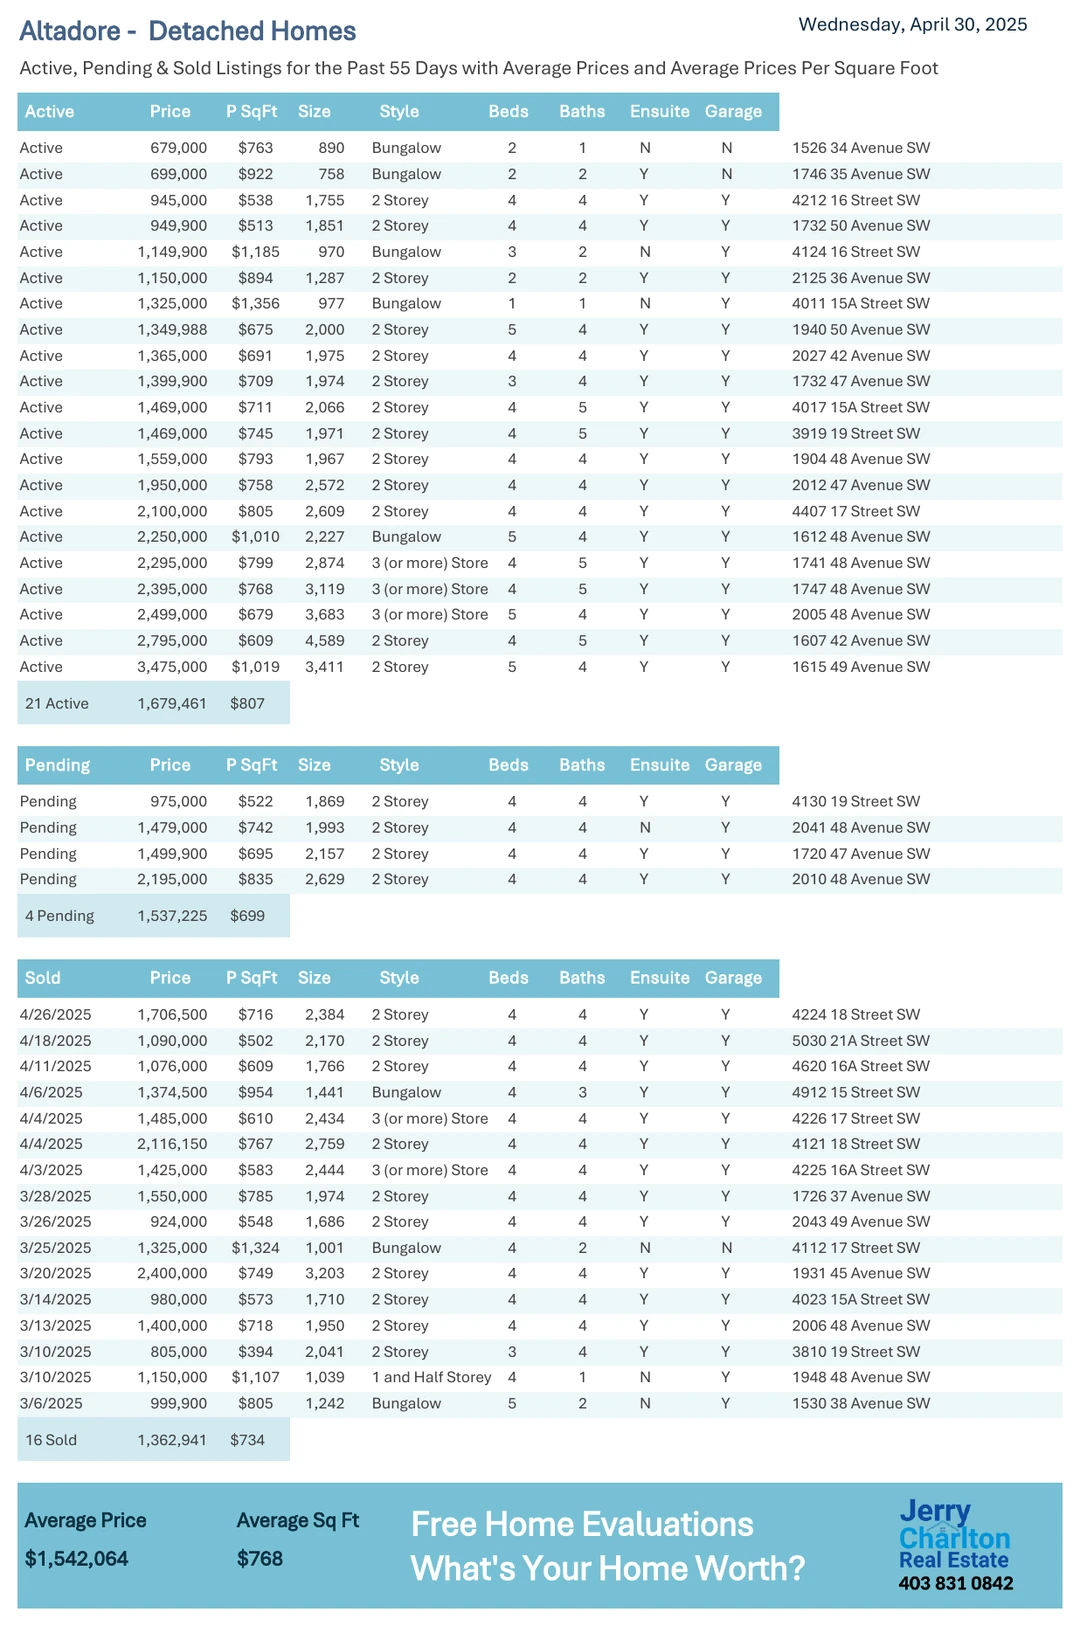 Altadore - Detached Homes
Wednesday, April 30, 2025
Active, Pending & Sold Listings for the Past 55 Days with Average Prices and Average Prices Per Square Foot
Active Price P SqFt Size Style Beds Baths Ensuite Garage
Active 679,000 $763 890 Bungalow 2 1 N N 1526 34 Avenue SW
Active 699,000 $922 758 Bungalow 2 2 Y N 1746 35 Avenue SW
Active 945,000 $538 1,755 2 Storey 4 4 Y Y 4212 16 Street SW
Active 949,900 $513 1,851 2 Storey 4 4 Y Y 1732 50 Avenue SW
Active 1,149,900 $1,185 970 Bungalow 3 2 N Y 4124 16 Street SW
Active 1,150,000 $894 1,287 2 Storey 2 2 Y Y 2125 36 Avenue SW
Active 1,325,000 $1,356 977 Bungalow 1 1 N Y 4011 15A Street SW
Active 1,349,988 $675 2,000 2 Storey 5 4 Y Y 1940 50 Avenue SW
Active 1,365,000 $691 1,975 2 Storey 4 4 Y Y 2027 42 Avenue SW
Active 1,399,900 $709 1,974 2 Storey 3 4 Y Y 1732 47 Avenue SW
Active 1,469,000 $711 2,066 2 Storey 4 5 Y Y 4017 15A Street SW
Active 1,469,000 $745 1,971 2 Storey 4 5 Y Y 3919 19 Street SW
Active 1,559,000 $793 1,967 2 Storey 4 4 Y Y 1904 48 Avenue SW
Active 1,950,000 $758 2,572 2 Storey 4 4 Y Y 2012 47 Avenue SW
Active 2,100,000 $805 2,609 2 Storey 4 4 Y Y 4407 17 Street SW
Active 2,250,000 $1,010 2,227 Bungalow 5 4 Y Y 1612 48 Avenue SW
Active 2,295,000 $799 2,874 3 (or more) Store 4 5 Y Y 1741 48 Avenue SW
Active 2,395,000 $768 3,119 3 (or more) Store 4 5 Y Y 1747 48 Avenue SW
Active 2,499,000 $679 3,683 3 (or more) Store 5 4 Y Y 2005 48 Avenue SW
Active 2,795,000 $609 4,589 2 Storey 4 5 Y Y 1607 42 Avenue SW
Active 3,475,000 $1,019 3,411 2 Storey 5 4 Y Y 1615 49 Avenue SW
21 Active 1,679,461 $807
Pending Price P SqFt Size Style Beds Baths Ensuite Garage
Pending 975,000 $522 1,869 2 Storey 4 4 Y Y 4130 19 Street SW
Pending 1,479,000 $742 1,993 2 Storey 4 4 N Y 2041 48 Avenue SW
Pending 1,499,900 $695 2,157 2 Storey 4 4 Y Y 1720 47 Avenue SW
Pending 2,195,000 $835 2,629 2 Storey 4 4 Y Y 2010 48 Avenue SW
4 Pending 1,537,225 $699
Sold Price P SqFt Size Style Beds Baths Ensuite Garage
4/26/2025 1,706,500 $716 2,384 2 Storey 4 4 Y Y 4224 18 Street SW
4/18/2025 1,090,000 $502 2,170 2 Storey 4 4 Y Y 5030 21A Street SW
4/11/2025 1,076,000 $609 1,766 2 Storey 4 4 Y Y 4620 16A Street SW
4/6/2025 1,374,500 $954 1,441 Bungalow 4 3 Y Y 4912 15 Street SW
4/4/2025 1,485,000 $610 2,434 3 (or more) Store 4 4 Y Y 4226 17 Street SW
4/4/2025 2,116,150 $767 2,759 2 Storey 4 4 Y Y 4121 18 Street SW
4/3/2025 1,425,000 $583 2,444 3 (or more) Store 4 4 Y Y 4225 16A Street SW
3/28/2025 1,550,000 $785 1,974 2 Storey 4 4 Y Y 1726 37 Avenue SW
3/26/2025 924,000 $548 1,686 2 Storey 4 4 Y Y 2043 49 Avenue SW
3/25/2025 1,325,000 $1,324 1,001 Bungalow 4 2 N N 4112 17 Street SW
3/20/2025 2,400,000 $749 3,203 2 Storey 4 4 Y Y 1931 45 Avenue SW
3/14/2025 980,000 $573 1,710 2 Storey 4 4 Y Y 4023 15A Street SW
3/13/2025 1,400,000 $718 1,950 2 Storey 4 4 Y Y 2006 48 Avenue SW
3/10/2025 805,000 $394 2,041 2 Storey 3 4 Y Y 3810 19 Street SW
3/10/2025 1,150,000 $1,107 1,039 1 and Half Storey 4 1 N Y 1948 48 Avenue SW
3/6/2025 999,900 $805 1,242 Bungalow 5 2 N Y 1530 38 Avenue SW
16 Sold 1,362,941 $734
Average Price Average Sq Ft
$1,542,064 $768
Free Home Evaluations
What's Your Home Worth?
Jerry
Charlton
Real Estate
403 831 0842